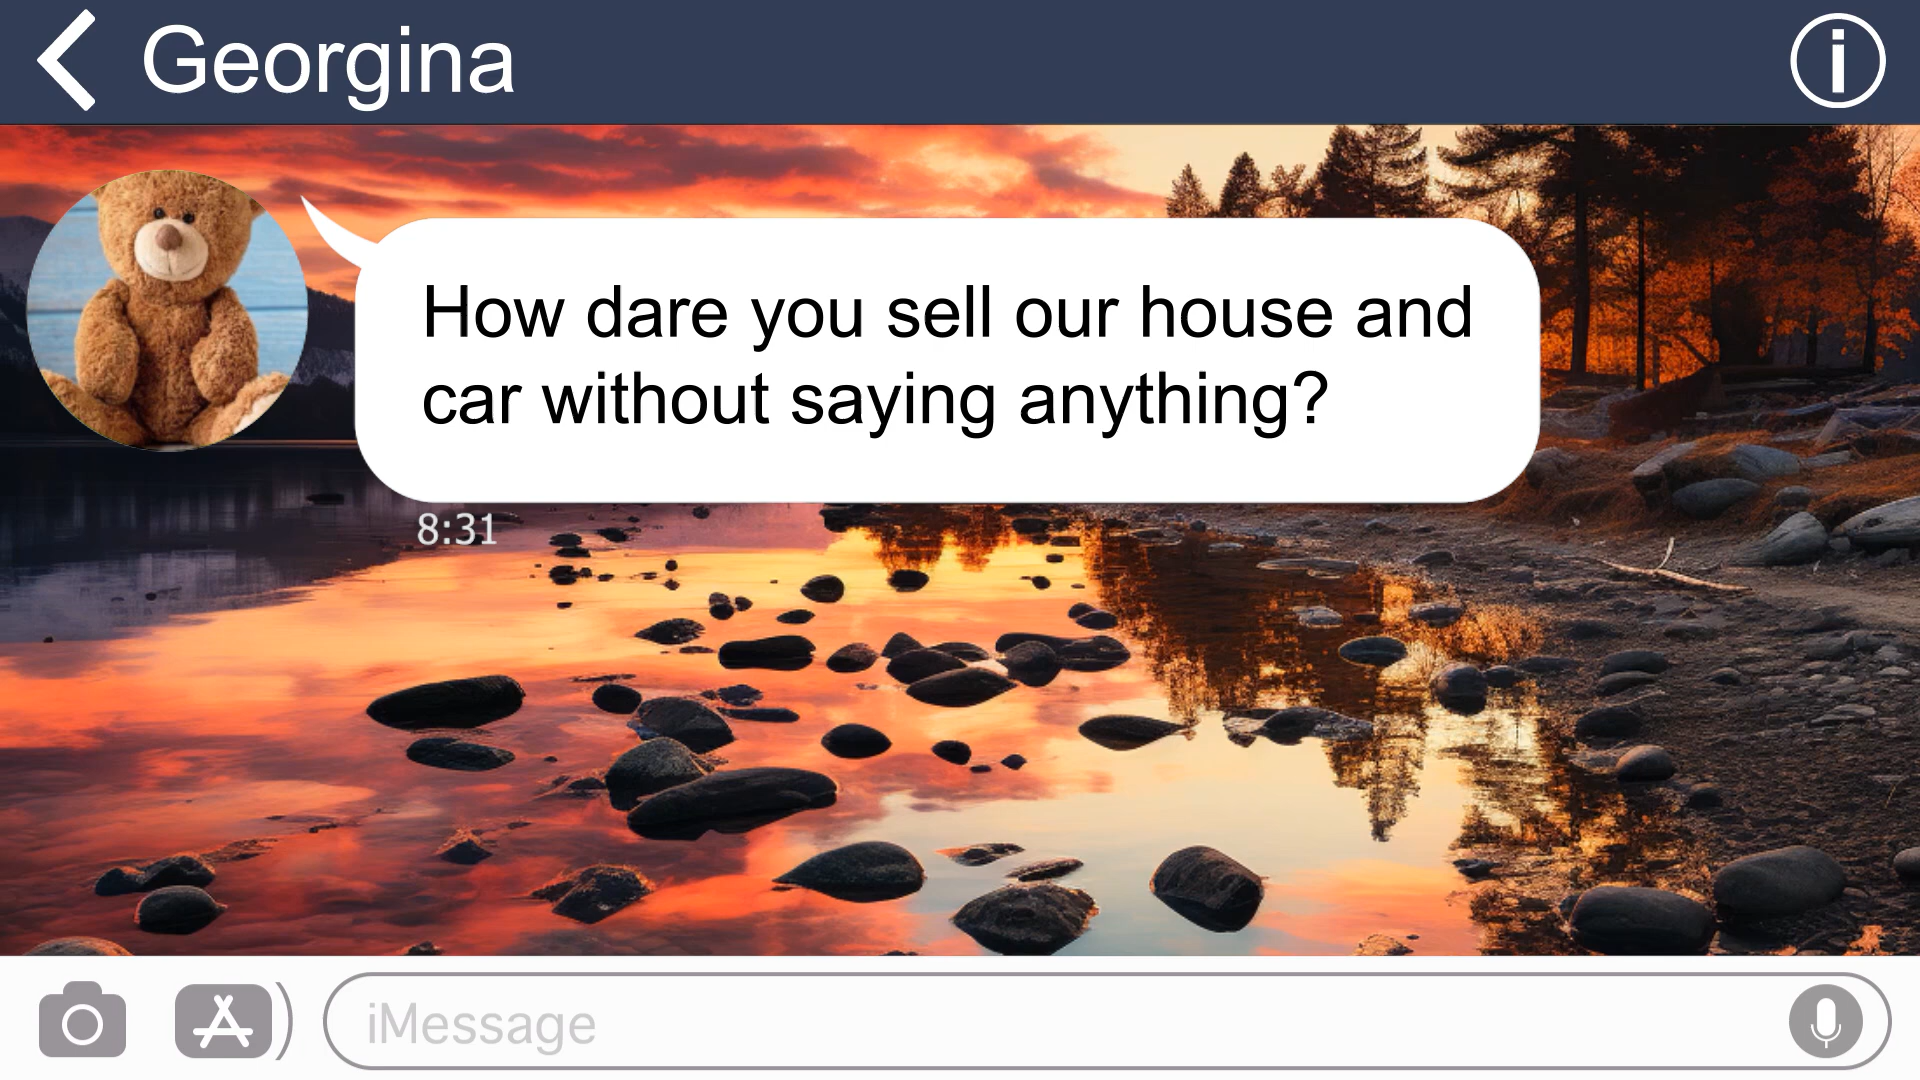 Georgina
How dare you sell our house and
car without saying anything?
8:31
iMessage